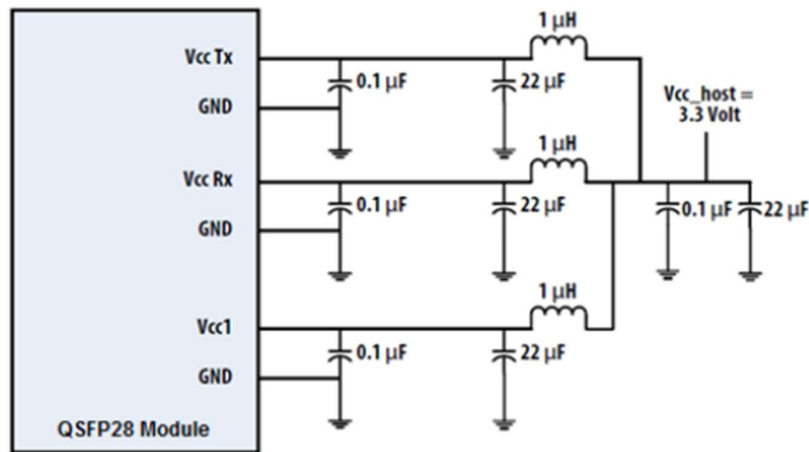 1 µH
Vcc Tx
0.1 µF
22 µF
GND
Vcc_host =
3.3 Volt
1 µH
Vcc Rx
0.1 µF
22 µF
0.1 µF
22 µF
GND
1 µH
Vcc1
0.1 µF
22 µF
GND
QSFP28 Module